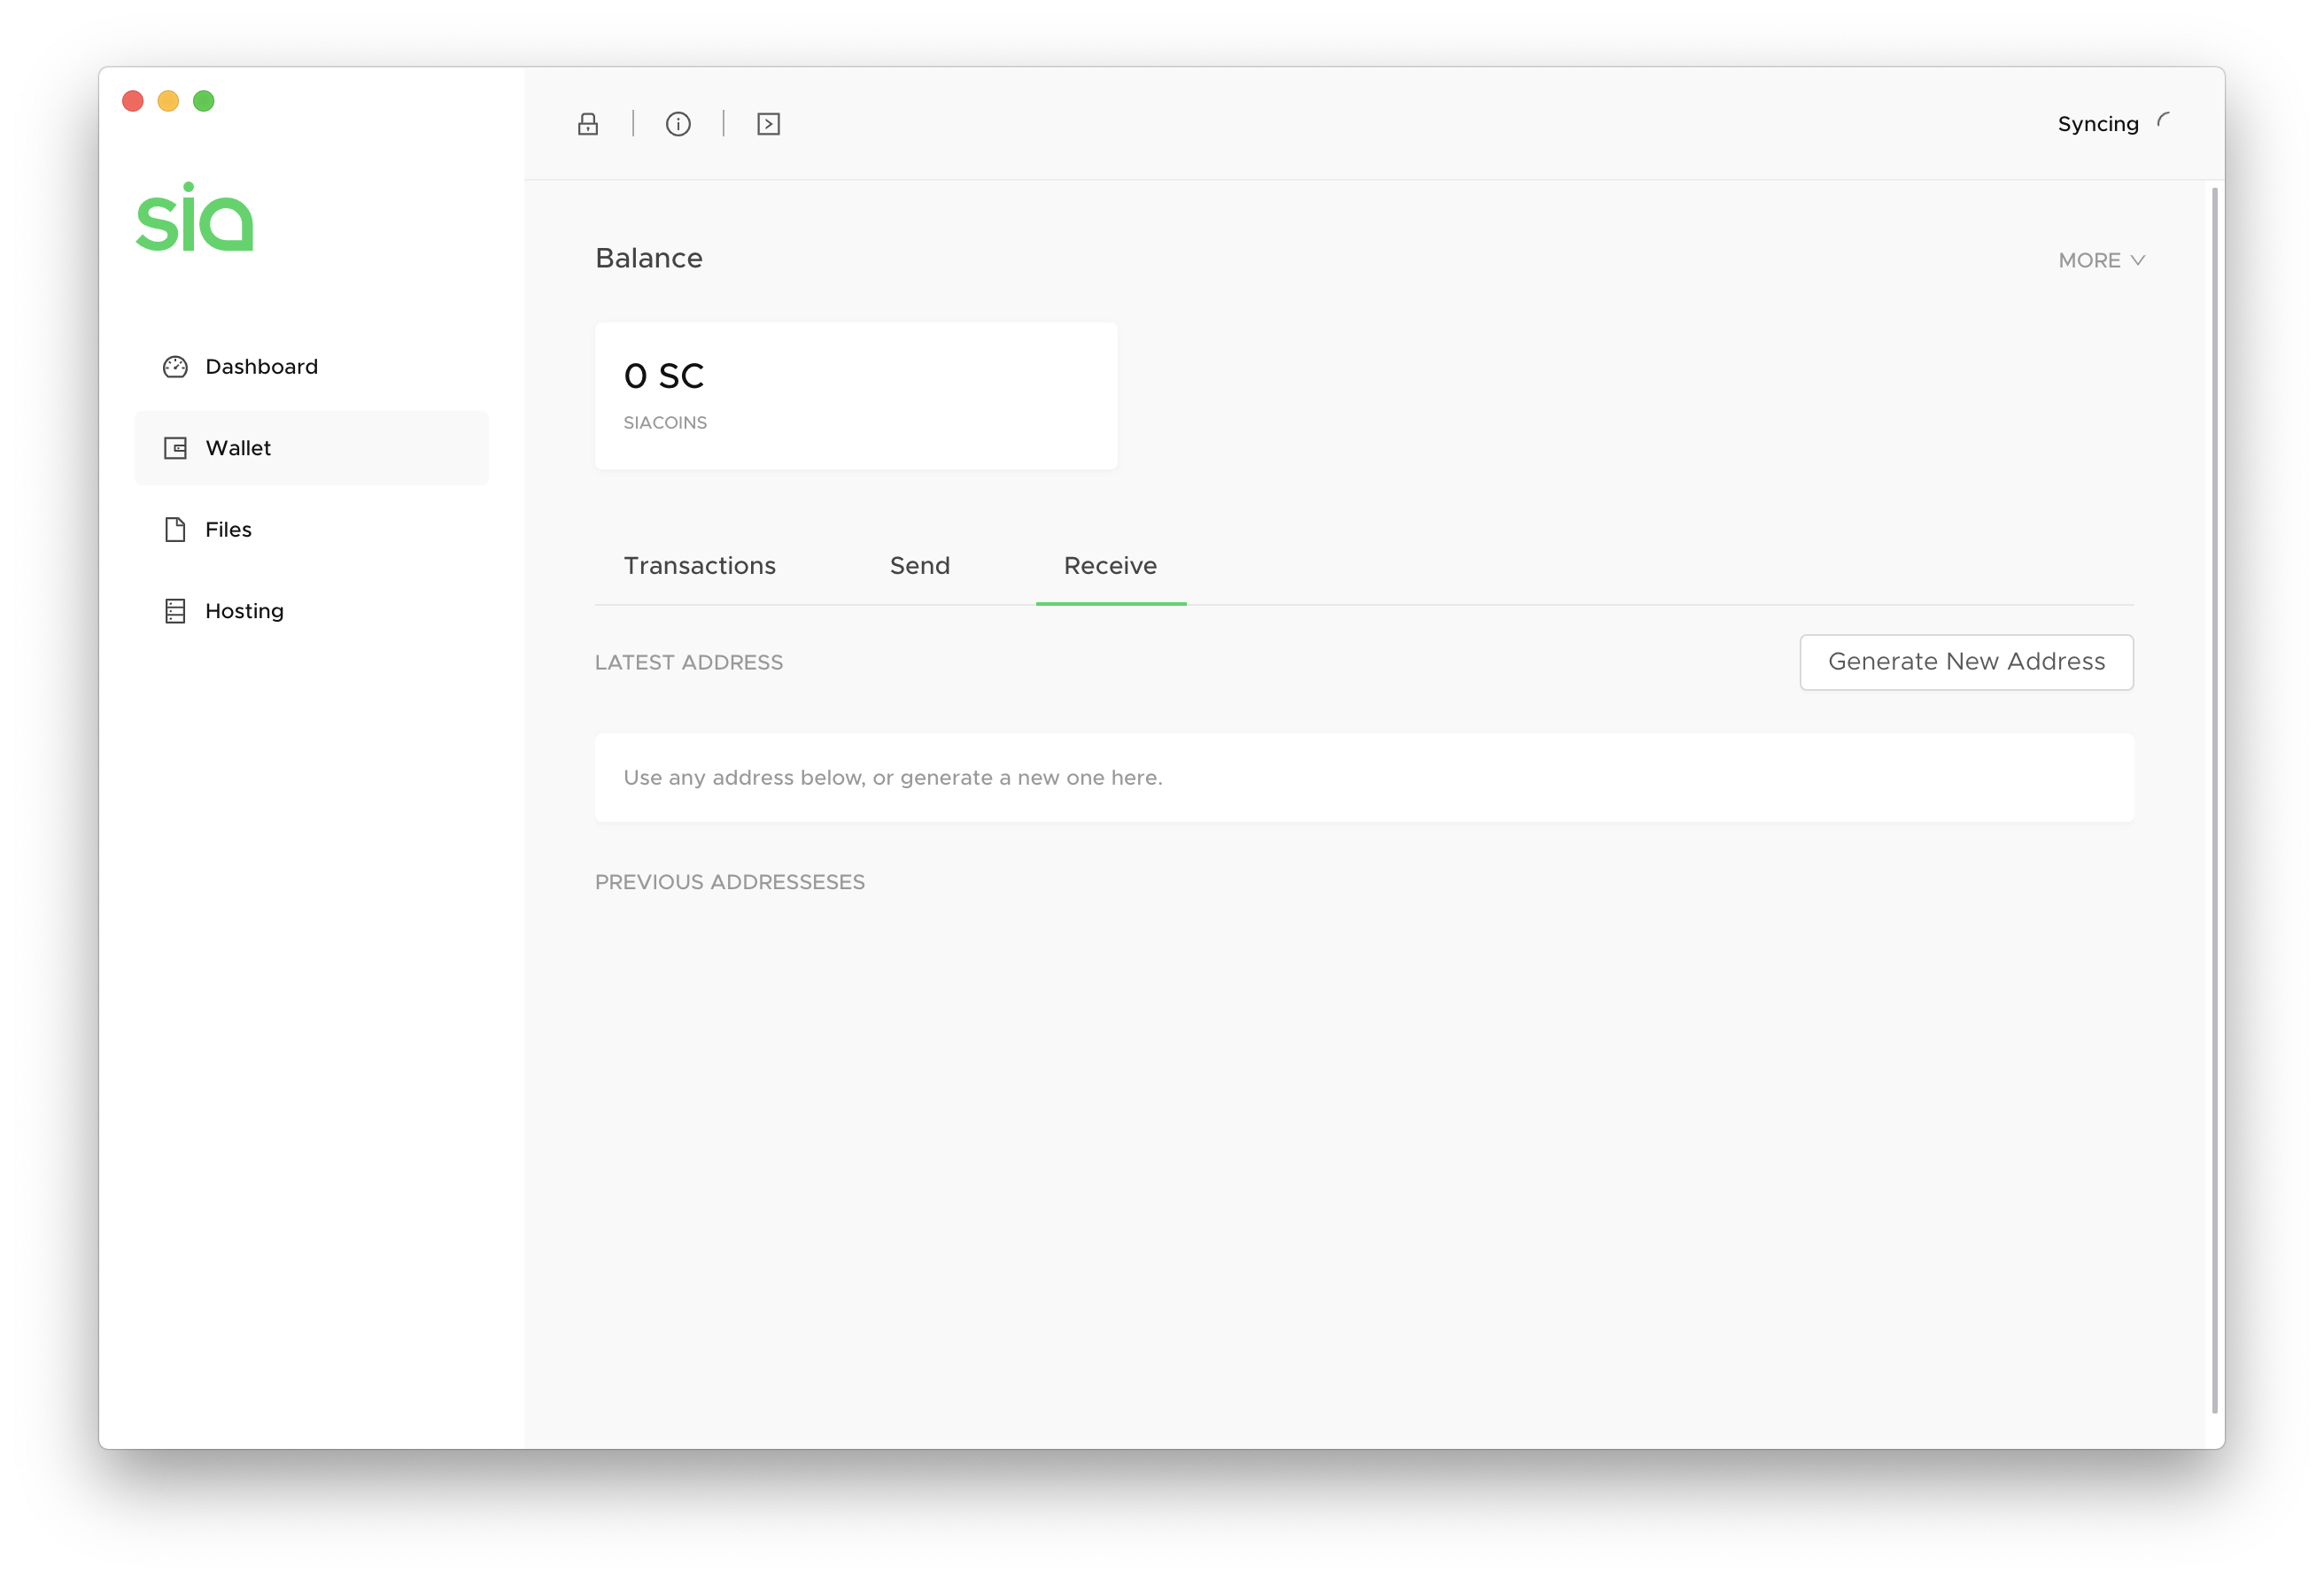 sia
Dashboard
Wallet
Files
Hosting
Syncing
Balance
MORE
0 SC
SIACOINS
Transactions
Send
Receive
LATEST ADDRESS
Generate New Address
Use any address below, or generate a new one here.
PREVIOUS ADDRESSESES